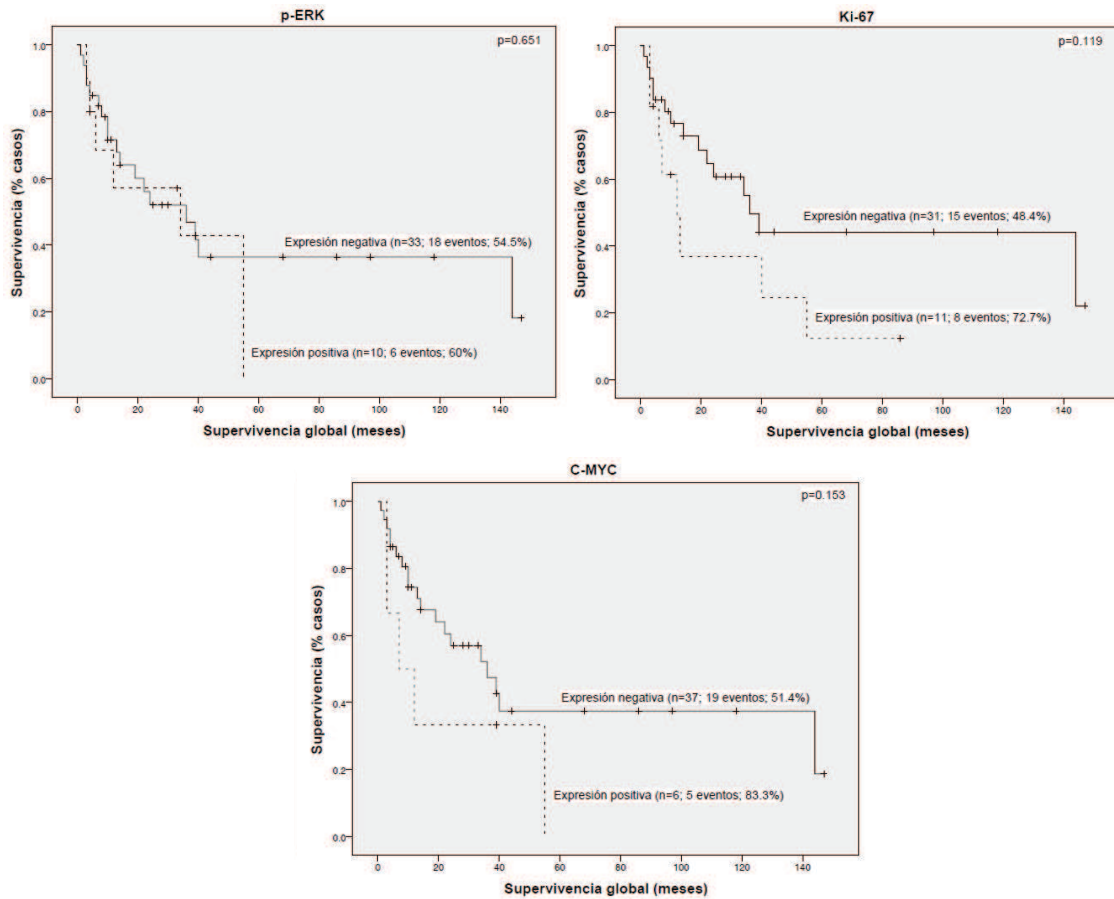 p-ERK
p=0.651
1.0
0.8
0.6
0.4
0.2
0.0
Supervivencia (% casos)
Expresión negativa (n=33; 18 eventos; 54.5%)
Expresión positiva (n=10; 6 eventos; 60%)
0 20 40 60 80 100 120 140
Supervivencia global (meses)
Ki-67
p=0.119
1.0
0.8
0.6
0.4
0.2
0.0
Supervivencia (% casos)
Expresión negativa (n=31; 15 eventos; 48.4%)
Expresión positiva (n=11; 8 eventos; 72.7%)
0 20 40 60 80 100 120 140
Supervivencia global (meses)
C-MYC
p=0.153
1.0
0.8
0.6
0.4
0.2
0.0
Supervivencia (% casos)
Expresión negativa (n=37; 19 eventos; 51.4%)
Expresión positiva (n=6; 5 eventos; 83.3%)
0 20 40 60 80 100 120 140
Supervivencia global (meses)